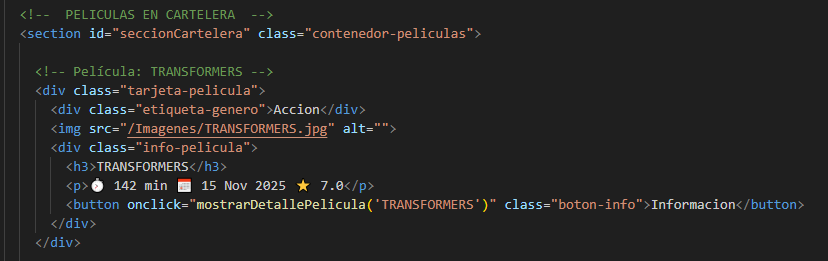 <!--  PELICULAS EN CARTELERA  -->
<section id="seccionCartelera" class="contenedor-peliculas">
<!-- Película: TRANSFORMERS -->
<div class="tarjeta-pelicula">
<div class="etiqueta-genero">Accion</div>
<img src="/Imagenes/TRANSFORMERS.jpg" alt="">
<div class="info-pelicula">
<h3>TRANSFORMERS</h3>
<p>⏱️ 142 min 📅 15 Nov 2025 ⭐ 7.0</p>
<button onclick="mostrarDetallePelicula('TRANSFORMERS')" class="boton-info">Informacion</button>
</div>
</div>